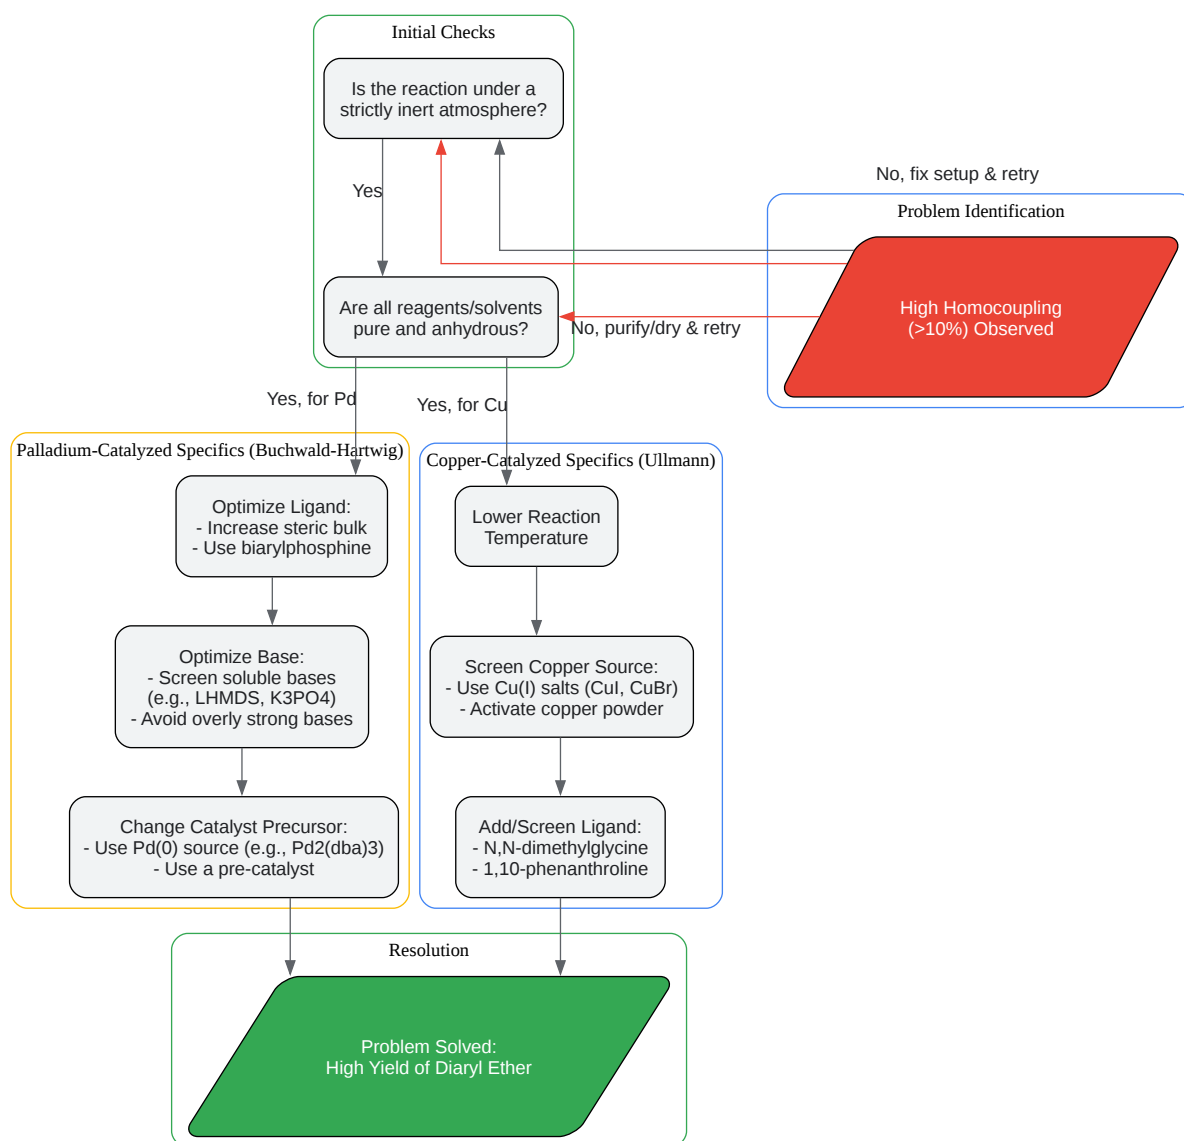 Initial Checks
Is the reaction under a
strictly inert atmosphere?
Yes
No, fix setup & retry
Problem Identification
High Homocoupling
(>10%) Observed
Are all reagents/solvents
pure and anhydrous?
No, purify/dry & retry
Yes, for Pd
Yes, for Cu
Palladium-Catalyzed Specifics (Buchwald-Hartwig)
Optimize Ligand:
- Increase steric bulk
- Use biarylphosphine
Optimize Base:
- Screen soluble bases
(e.g., LHMDS, K3PO4)
- Avoid overly strong bases
Change Catalyst Precursor:
- Use Pd(0) source (e.g., Pd2(dba)3)
- Use a pre-catalyst
Copper-Catalyzed Specifics (Ullmann)
Lower Reaction
Temperature
Screen Copper Source:
- Use Cu(I) salts (CuI, CuBr)
- Activate copper powder
Add/Screen Ligand:
- N,N-dimethylglycine
- 1,10-phenanthroline
Resolution
Problem Solved:
High Yield of Diaryl Ether